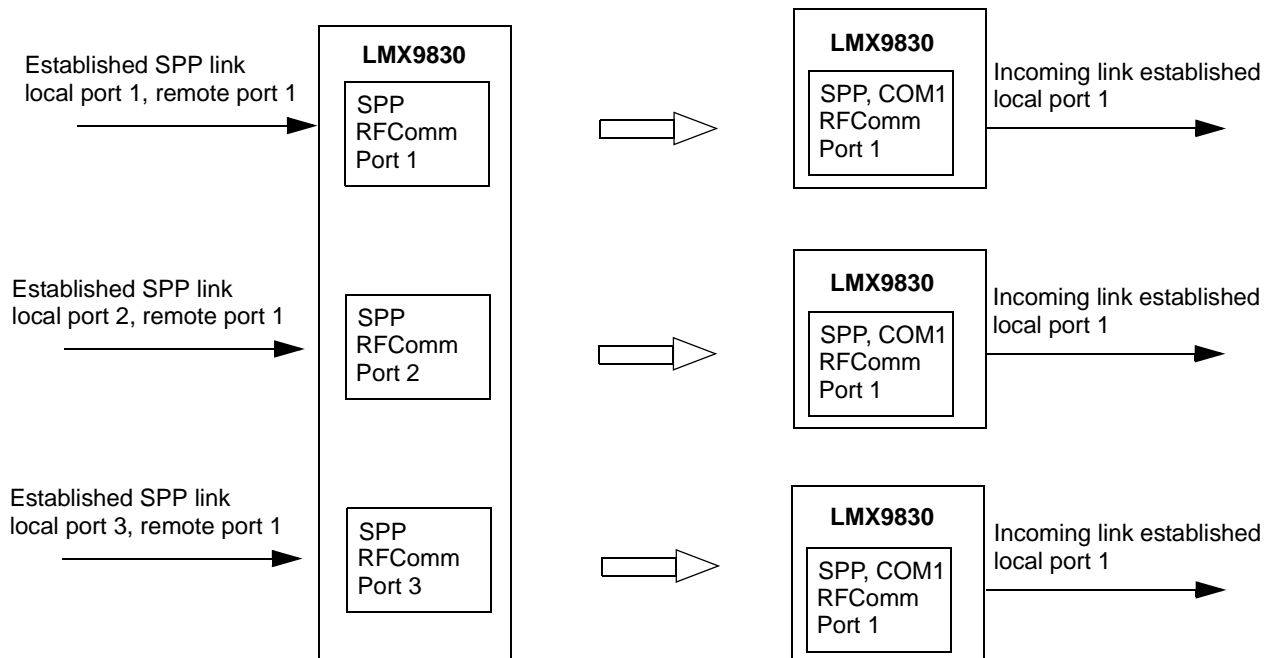 Established SPP link
local port 1, remote port 1
LMX9830
SPP
RFComm
Port 1
LMX9830
SPP, COM1
RFComm
Port 1
Incoming link established
local port 1
Established SPP link
local port 2, remote port 1
SPP
RFComm
Port 2
LMX9830
SPP, COM1
RFComm
Port 1
Incoming link established
local port 1
Established SPP link
local port 3, remote port 1
SPP
RFComm
Port 3
LMX9830
SPP, COM1
RFComm
Port 1
Incoming link established
local port 1